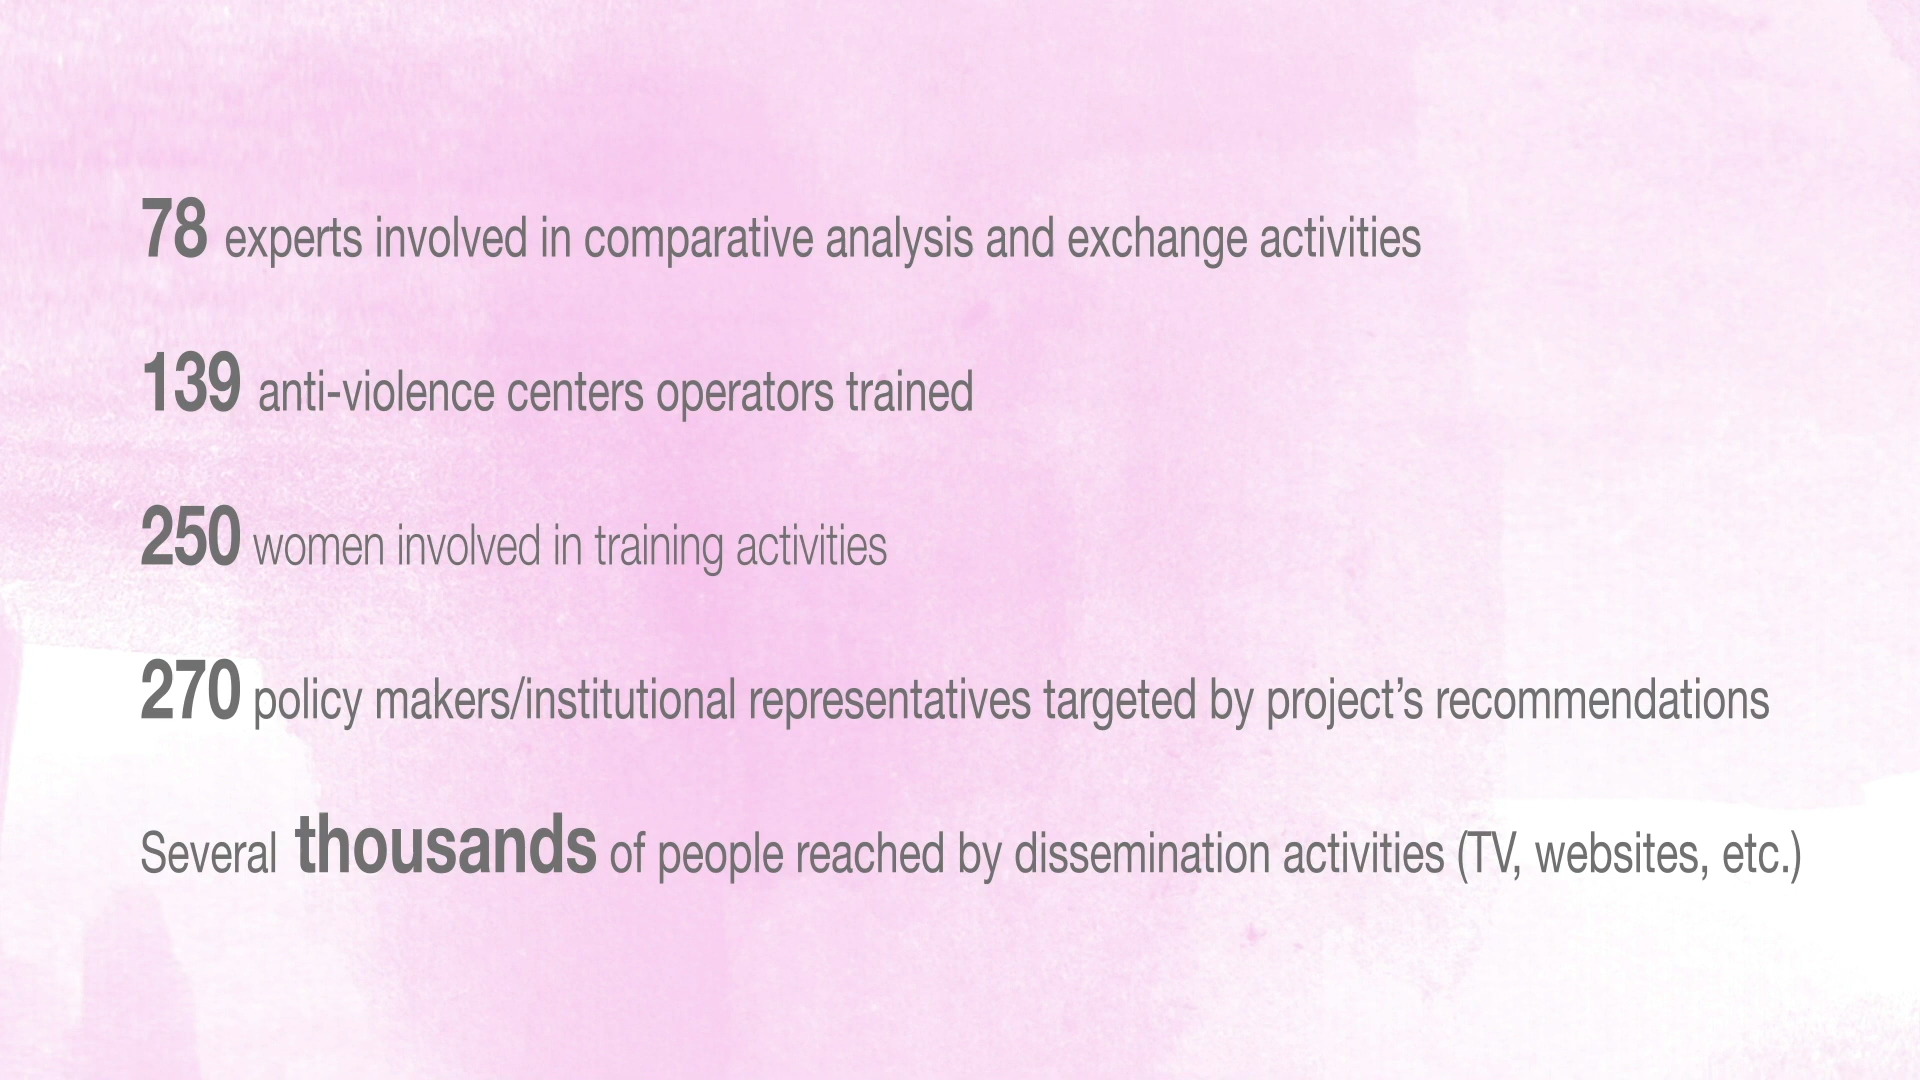 78 experts involved in comparative analysis and exchange activities
139 anti-violence centers operators trained
250 women involved in training activities
270 policy makers/institutional representatives targeted by project’s recommendations
Several thousands of people reached by dissemination activities (TV, websites, etc.)